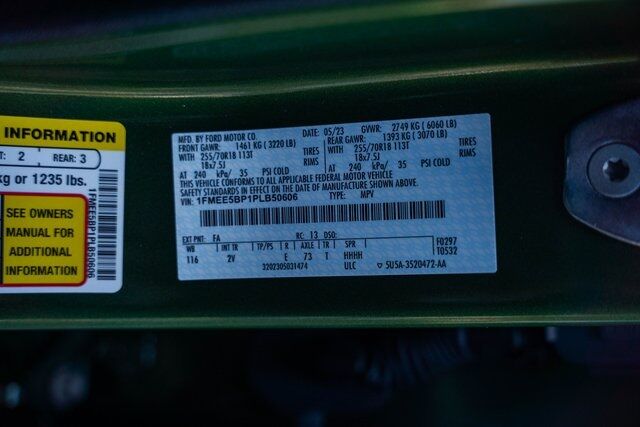 INFORMATION
T: 2 REAR: 3
kg or 1235 lbs.
SEE OWNERS
MANUAL FOR
ADDITIONAL
INFORMATION
1FMEE5BP1PLB50606
MFD. BY FORD MOTOR CO. DATE: 05/23 GVWR: 2749 KG (6060 LB)
FRONT GAWR: 1461 KG (3220 LB) REAR GAWR: 1393 KG (3070 LB)
WITH 255/70R18 113T TIRES WITH 255/70R18 113T TIRES
18x7.5J RIMS 18x7.5J RIMS
AT 240 kPa/ 35 PSI COLD AT 240 kPa/ 35 PSI COLD
THIS VEHICLE CONFORMS TO ALL APPLICABLE FEDERAL MOTOR VEHICLE
SAFETY STANDARDS IN EFFECT ON THE DATE OF MANUFACTURE SHOWN ABOVE.
VIN: 1FMEE5BP1PLB50606 TYPE: MPV
EXT PNT: FA RC: 13 DSO:
WB INT TR TP/PS R AXLE TR SPR F0297
116 2V E 73 T HHHH T0532
3202305031474 ULC 5U5A-3520472-AA